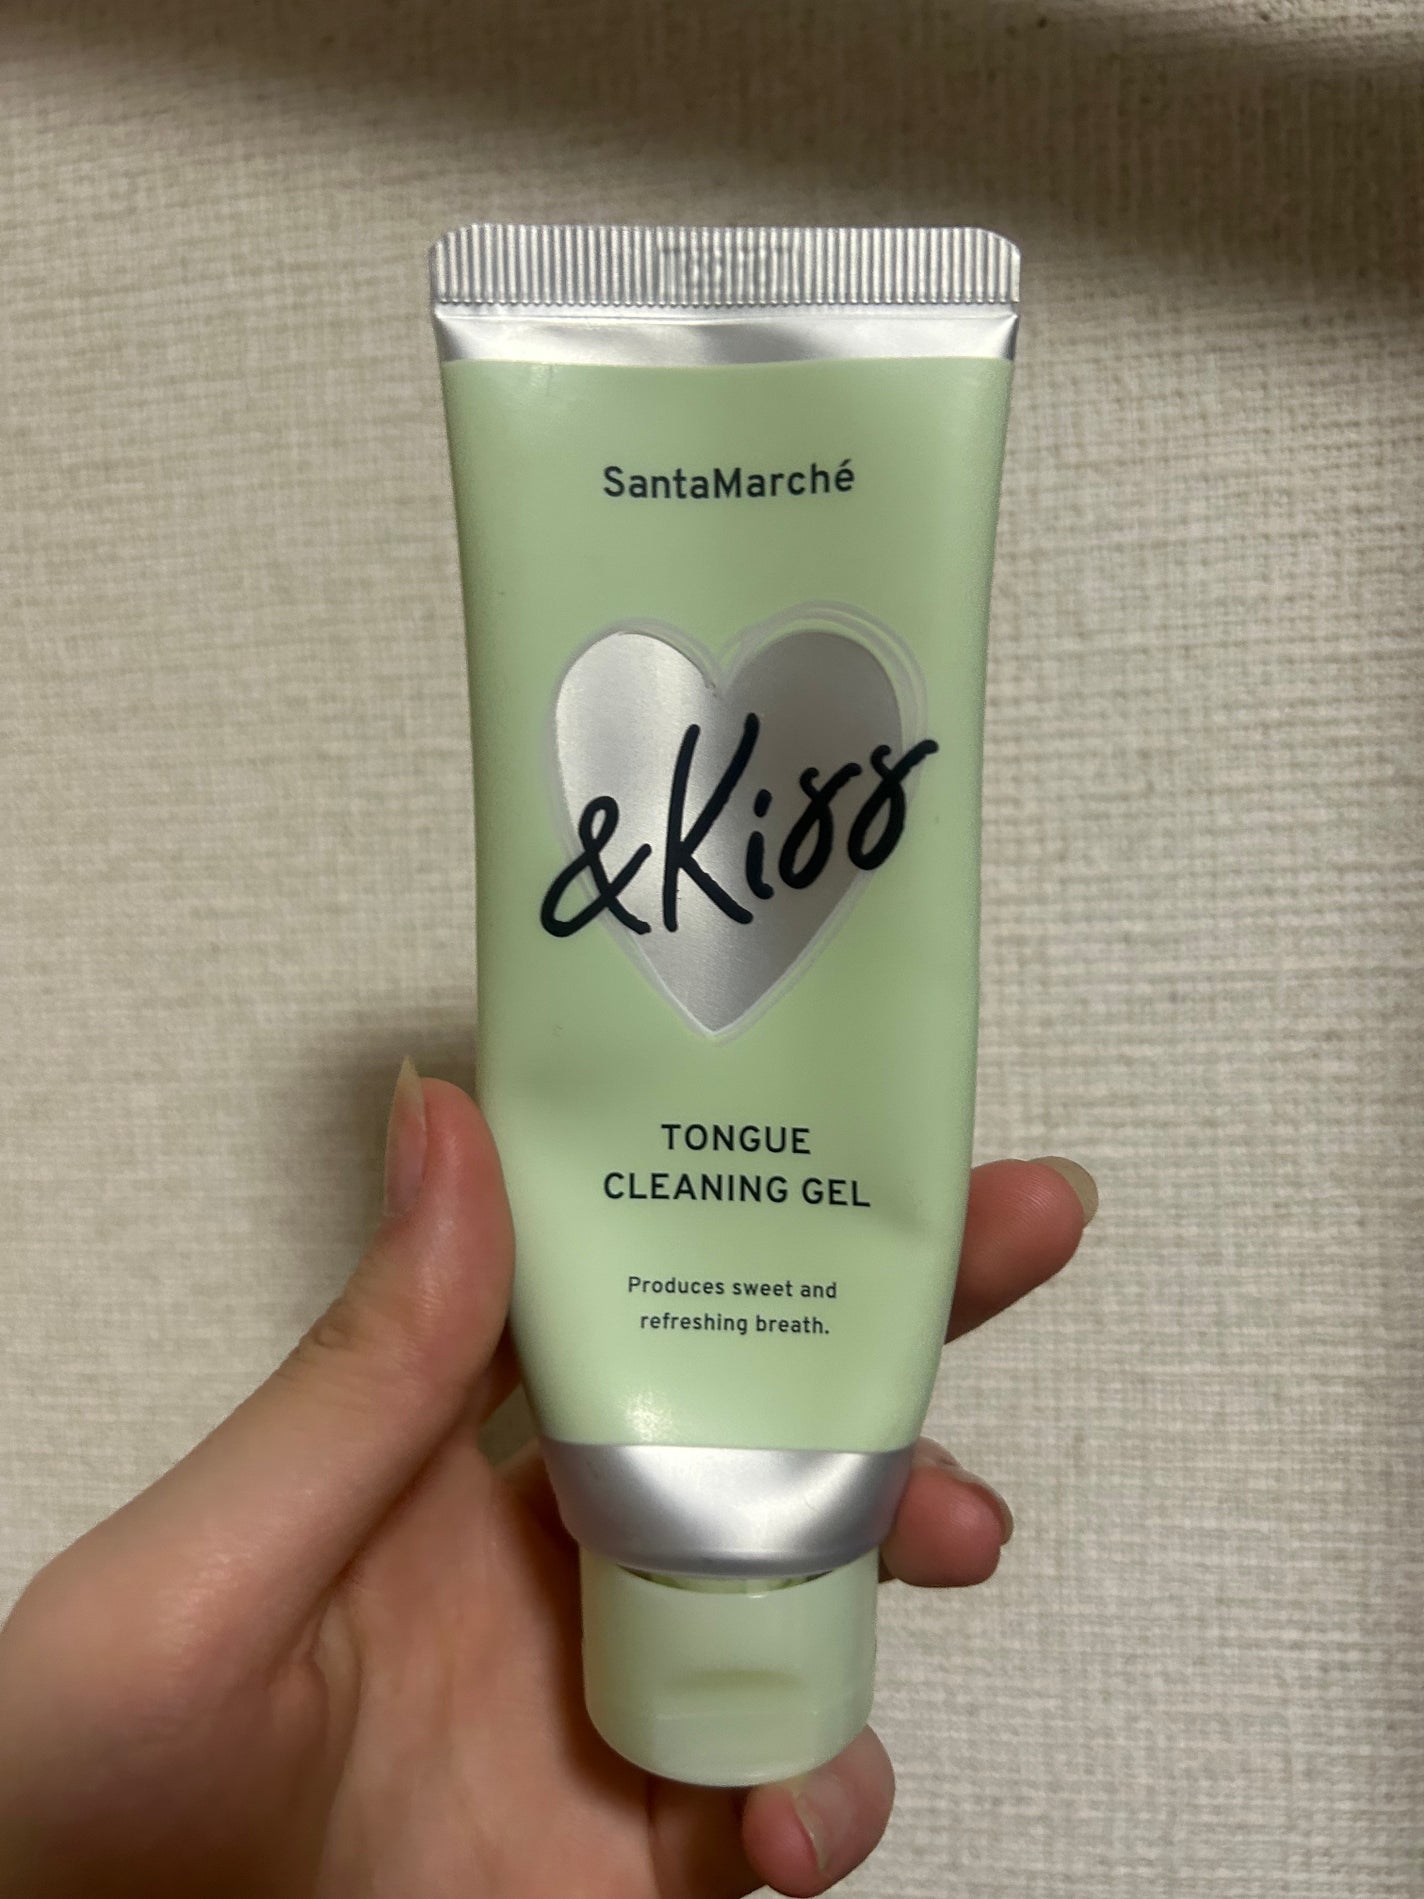 SantaMarché
&Kiss
TONGUE
CLEANING GEL
Produces sweet and
refreshing breath.